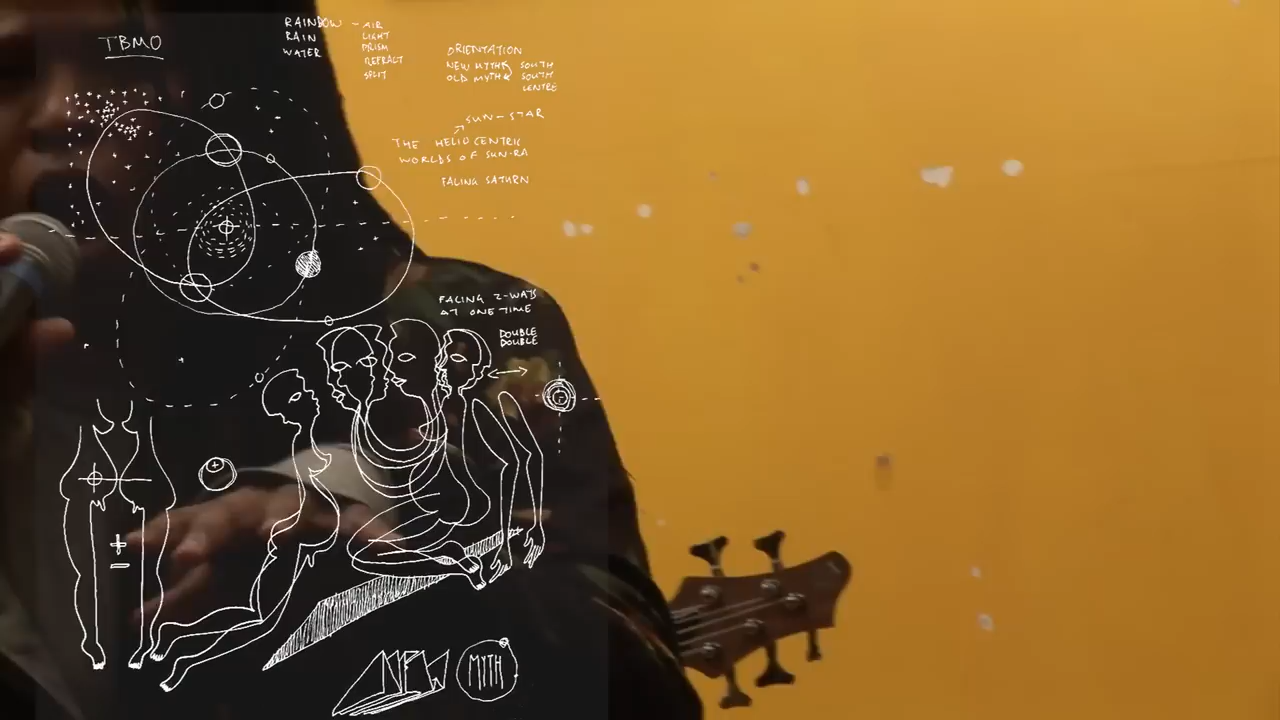 TBMO
RAINBOW – AIR
RAIN LIGHT
WATER PRISM
REFRACT
SPLIT
ORIENTATION
NEW MYTH SOUTH
OLD MYTH SOUTH
CENTRE
SUN – STAR
THE HELIOCENTRIC
WORLDS OF SUN-RA
FALING SATURN
FACING 2-WAYS
AT ONE TIME
DOUBLE
DOUBLE
NEW MYTH